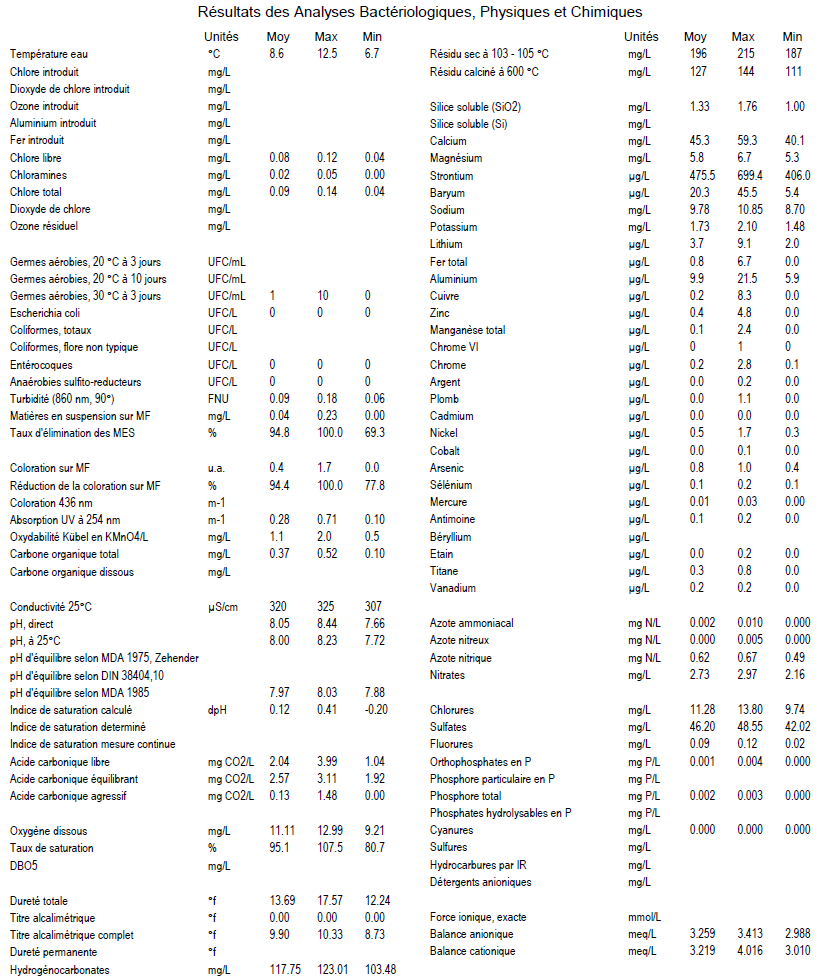 Résultats des Analyses Bactériologiques, Physiques et Chimiques
Unités Moy Max Min
Température eau °C 8.6 12.5 6.7
Chlore introduit mg/L
Dioxyde de chlore introduit mg/L
Ozone introduit mg/L
Aluminium introduit mg/L
Fer introduit mg/L
Chlore libre mg/L 0.08 0.12 0.04
Chloramines mg/L 0.02 0.05 0.00
Chlore total mg/L 0.09 0.14 0.04
Dioxyde de chlore mg/L
Ozone résiduel mg/L
Germes aérobies, 20 °C à 3 jours UFC/mL
Germes aérobies, 20 °C à 10 jours UFC/mL
Germes aérobies, 30 °C à 3 jours UFC/mL 1 10 0
Escherichia coli UFC/L 0 0 0
Coliformes, totaux UFC/L
Coliformes, flore non typique UFC/L
Entérocoques UFC/L 0 0 0
Anaérobies sulfito-reducteurs UFC/L 0 0 0
Turbidité (860 nm, 90°) FNU 0.09 0.18 0.06
Matières en suspension sur MF mg/L 0.04 0.23 0.00
Taux d'élimination des MES % 94.8 100.0 69.3
Coloration sur MF u.a. 0.4 1.7 0.0
Réduction de la coloration sur MF % 94.4 100.0 77.8
Coloration 436 nm m-1
Absorption UV à 254 nm m-1 0.28 0.71 0.10
Oxydabilité Kübel en KMnO4/L mg/L 1.1 2.0 0.5
Carbone organique total mg/L 0.37 0.52 0.10
Carbone organique dissous mg/L
Conductivité 25°C µS/cm 320 325 307
pH, direct 8.05 8.44 7.66
pH, à 25°C 8.00 8.23 7.72
pH d'équilibre selon MDA 1975, Zehender
pH d'équilibre selon DIN 38404,10
pH d'équilibre selon MDA 1985 7.97 8.03 7.88
Indice de saturation calculé dpH 0.12 0.41 -0.20
Indice de saturation determiné
Indice de saturation mesure continue
Acide carbonique libre mg CO2/L 2.04 3.99 1.04
Acide carbonique équilibrant mg CO2/L 2.57 3.11 1.92
Acide carbonique agressif mg CO2/L 0.13 1.48 0.00
Oxygène dissous mg/L 11.11 12.99 9.21
Taux de saturation % 95.1 107.5 80.7
DBO5 mg/L
Dureté totale °f 13.69 17.57 12.24
Titre alcalimétrique °f 0.00 0.00 0.00
Titre alcalimétrique complet °f 9.90 10.33 8.73
Dureté permanente °f
Hydrogénocarbonates mg/L 117.75 123.01 103.48
Unités Moy Max Min
Résidu sec à 103 - 105 °C mg/L 196 215 187
Résidu calciné à 600 °C mg/L 127 144 111
Silice soluble (SiO2) mg/L 1.33 1.76 1.00
Silice soluble (Si) mg/L
Calcium mg/L 45.3 59.3 40.1
Magnésium mg/L 5.8 6.7 5.3
Strontium µg/L 475.5 699.4 406.0
Baryum µg/L 20.3 45.5 5.4
Sodium mg/L 9.78 10.85 8.70
Potassium mg/L 1.73 2.10 1.48
Lithium µg/L 3.7 9.1 2.0
Fer total µg/L 0.8 6.7 0.0
Aluminium µg/L 9.9 21.5 5.9
Cuivre µg/L 0.2 8.3 0.0
Zinc µg/L 0.4 4.8 0.0
Manganèse total µg/L 0.1 2.4 0.0
Chrome VI µg/L 0 1 0
Chrome µg/L 0.2 2.8 0.1
Argent µg/L 0.0 0.2 0.0
Plomb µg/L 0.0 1.1 0.0
Cadmium µg/L 0.0 0.0 0.0
Nickel µg/L 0.5 1.7 0.3
Cobalt µg/L 0.0 0.1 0.0
Arsenic µg/L 0.8 1.0 0.4
Sélénium µg/L 0.1 0.2 0.1
Mercure µg/L 0.01 0.03 0.00
Antimoine µg/L 0.1 0.2 0.0
Béryllium µg/L
Etain µg/L 0.0 0.2 0.0
Titane µg/L 0.3 0.8 0.0
Vanadium µg/L 0.2 0.2 0.0
Azote ammoniacal mg N/L 0.002 0.010 0.000
Azote nitreux mg N/L 0.000 0.005 0.000
Azote nitrique mg N/L 0.62 0.67 0.49
Nitrates mg/L 2.73 2.97 2.16
Chlorures mg/L 11.28 13.80 9.74
Sulfates mg/L 46.20 48.55 42.02
Fluorures mg/L 0.09 0.12 0.02
Orthophosphates en P mg P/L 0.001 0.004 0.000
Phosphore particulaire en P mg P/L
Phosphore total mg P/L 0.002 0.003 0.000
Phosphates hydrolysables en P mg P/L
Cyanures mg/L 0.000 0.000 0.000
Sulfures mg/L
Hydrocarbures par IR mg/L
Détergents anioniques mg/L
Force ionique, exacte mmol/L
Balance anionique meq/L 3.259 3.413 2.988
Balance cationique meq/L 3.219 4.016 3.010